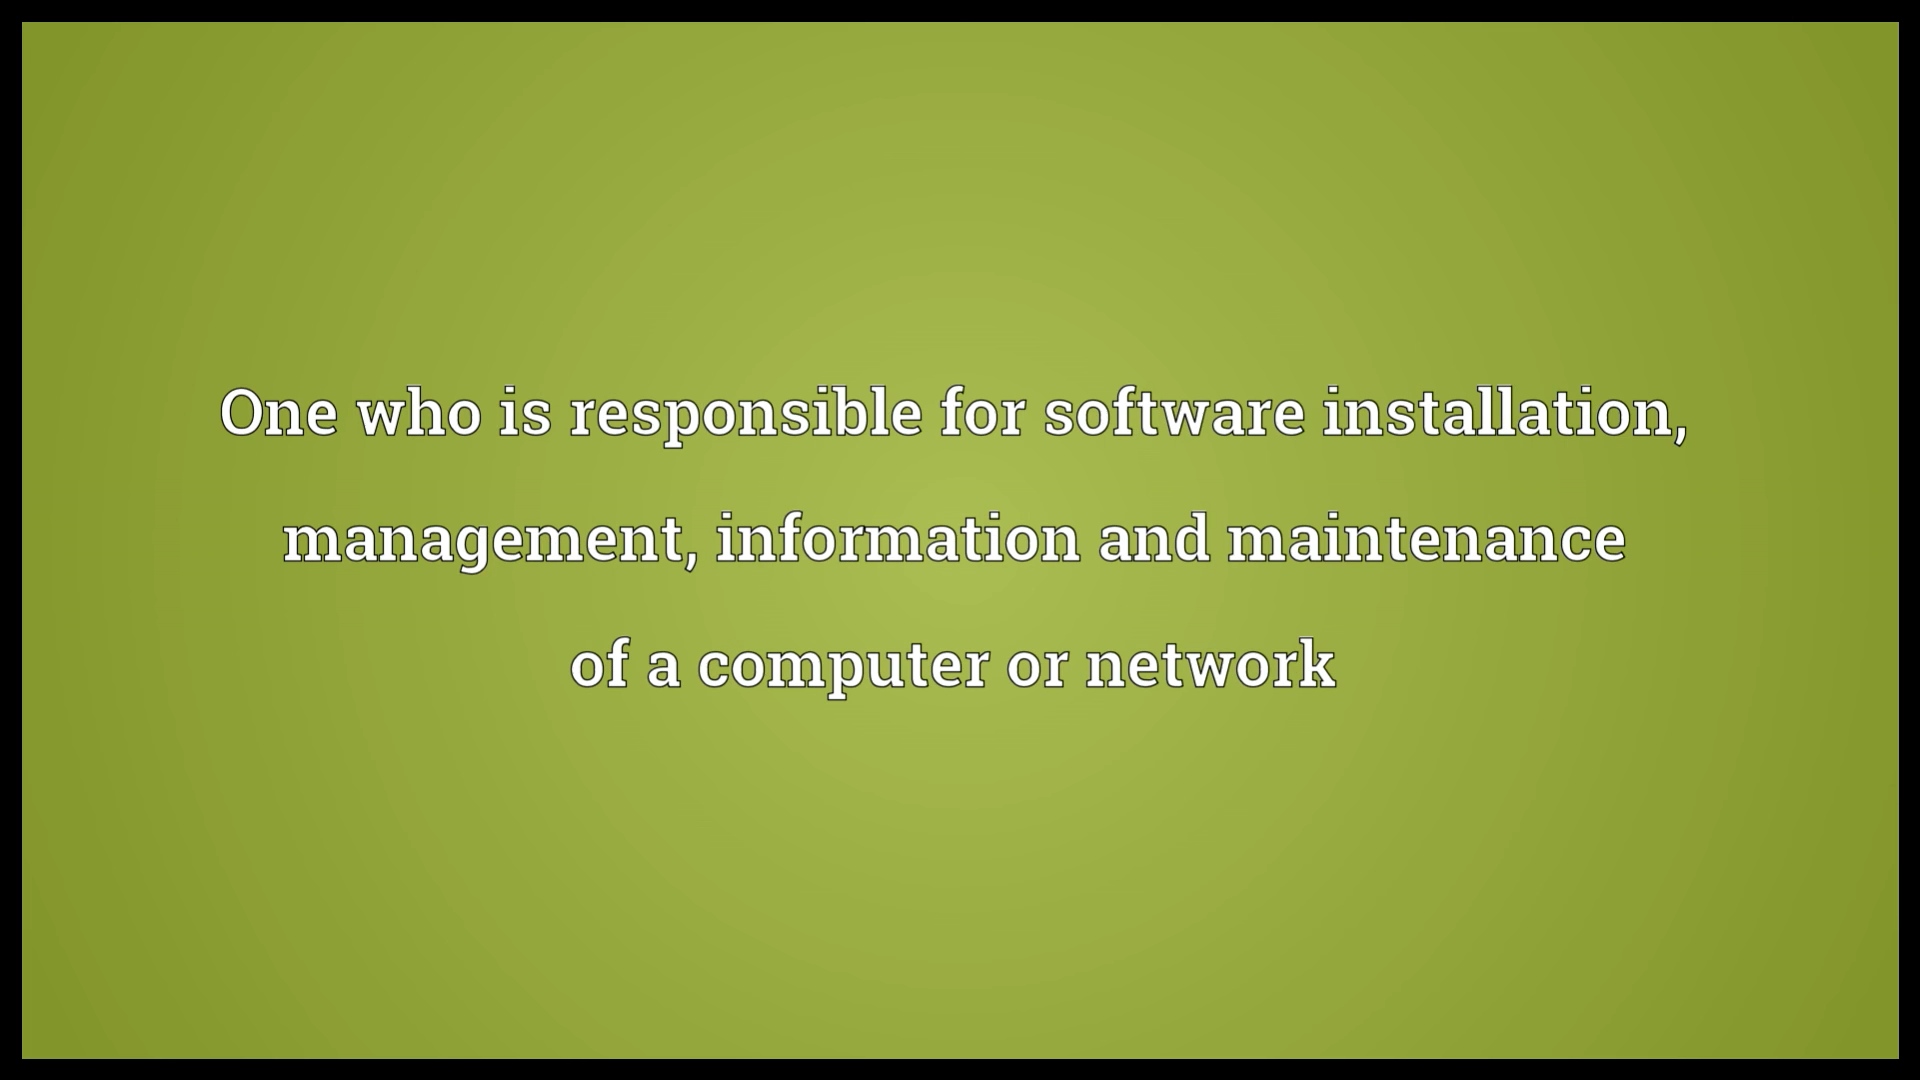 One who is responsible for software installation,
management, information and maintenance
of a computer or network